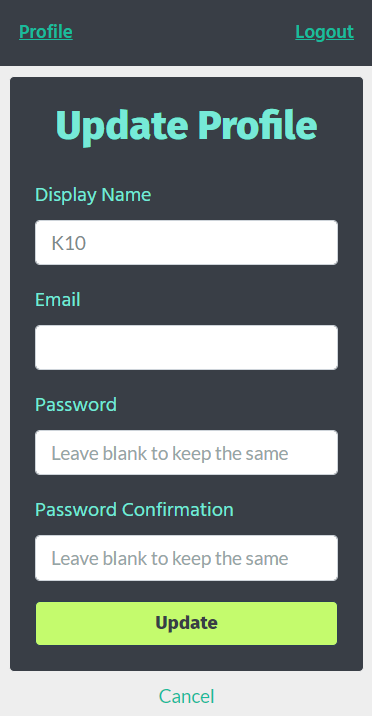 Profile Logout
Update Profile
Display Name
K10
Email
Password
Leave blank to keep the same
Password Confirmation
Leave blank to keep the same
Update
Cancel